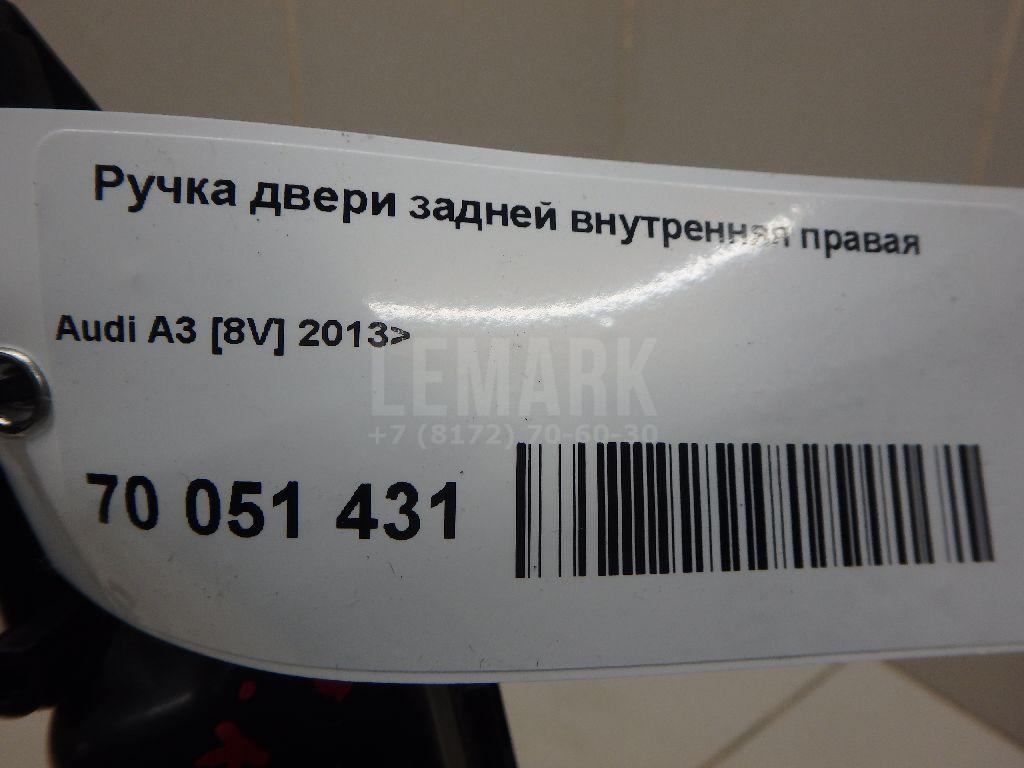 Ручка двери задней внутренняя правая
Audi A3 [8V] 2013>
LEMARK
+7 (8172) 70-60-30
70 051 431